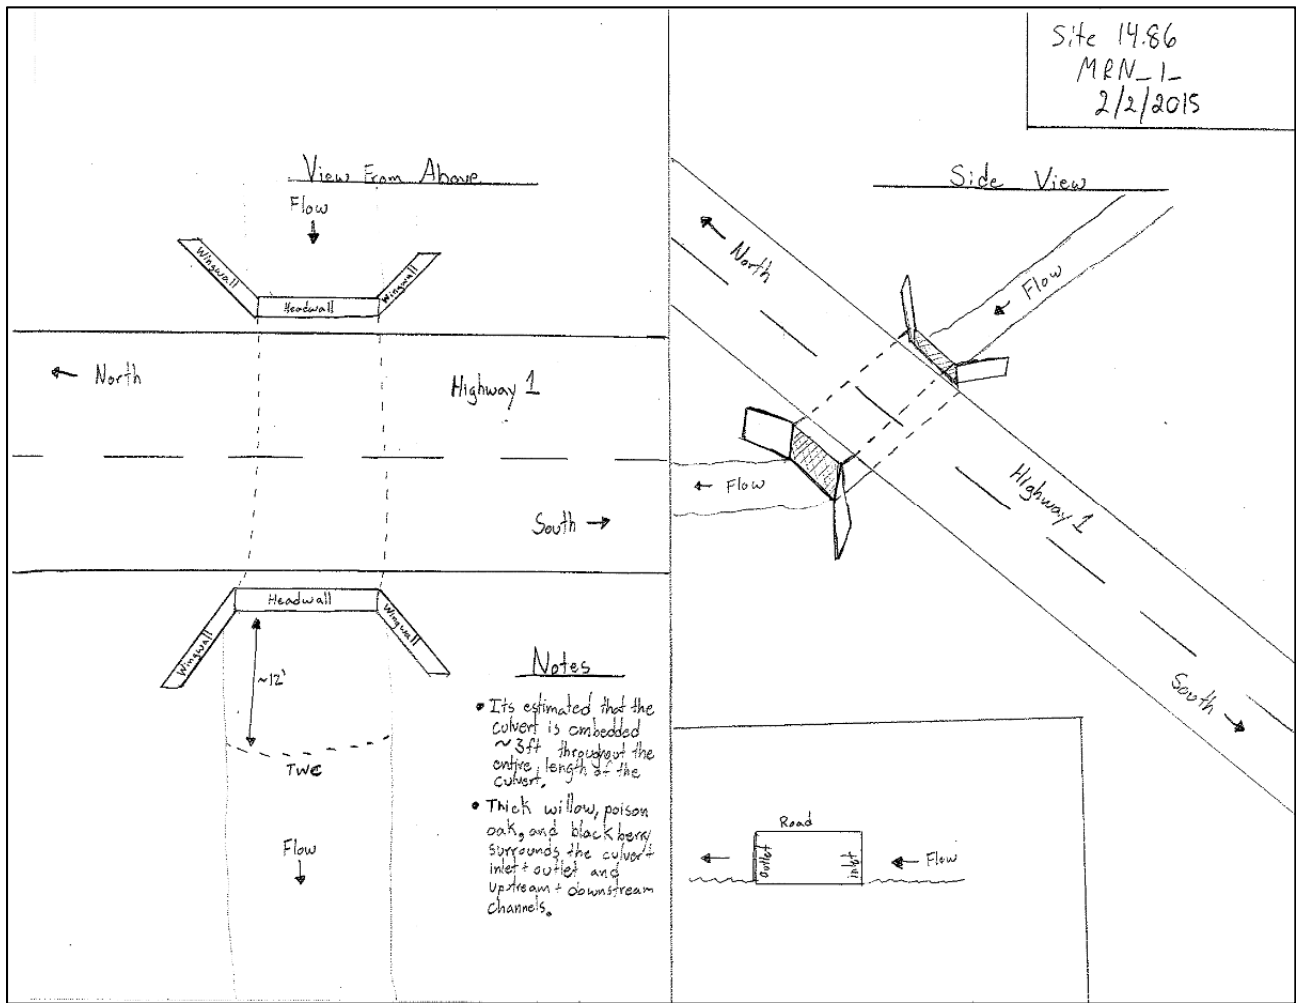 Site 14.86
MRN_1_
2/2/2015
View From Above
Flow
Wingwall
Headwall
Wingwall
North
Highway 1
South
Headwall
Wingwall
Wingwall
~12'
TWC
Flow
Notes
• Its estimated that the
culvert is embedded
~3ft throughout the
entire length of the
culvert.
• Thick willow, poison
oak, and blackberry
surrounds the culvert
inlet + outlet and
upstream + downstream
channels.
Side View
North
Flow
Flow
Highway 1
South
Road
outlet
inlet
Flow